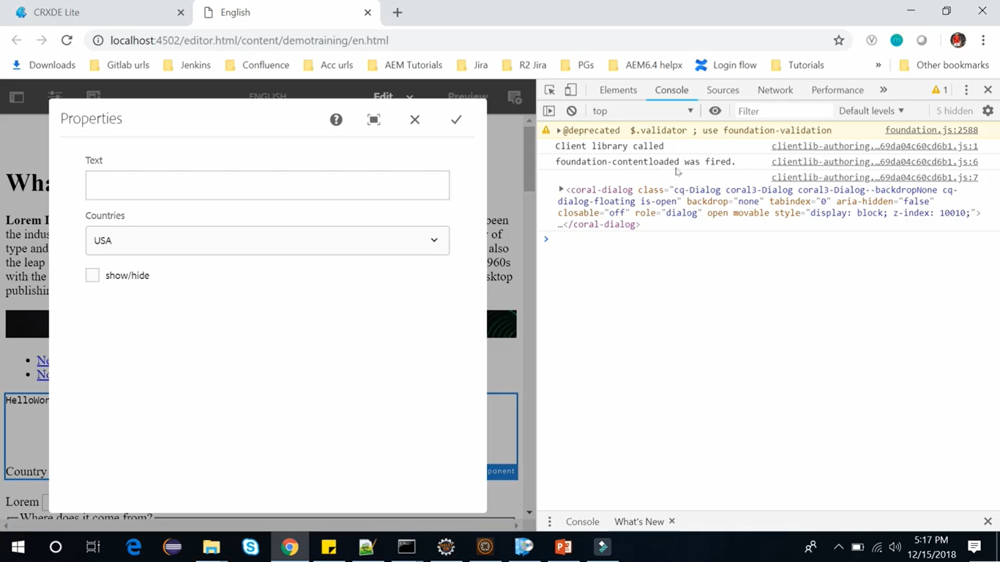 CRXDE Lite
English
localhost:4502/editor.html/content/demotraining/en.html
Downloads
Gitlab urls
Jenkins
Confluence
Acc urls
AEM Tutorials
Jira
R2 Jira
PGs
AEM6.4 helpx
Login flow
Tutorials
»
Other bookmarks
ENGLISH
Edit
Preview
Elements
Console
Sources
Network
Performance
»
1
top
Filter
Default levels
5 hidden
Properties
@deprecated $.validator ; use foundation-validation
foundation.js:2588
Client library called
clientlib-authoring.…69da04c60cd6b1.js:1
foundation-contentloaded was fired.
clientlib-authoring.…69da04c60cd6b1.js:6
clientlib-authoring.…69da04c60cd6b1.js:7
<coral-dialog class="cq-Dialog coral3-Dialog coral3-Dialog--backdropNone cq-
dialog-floating is-open" backdrop="none" tabindex="0" aria-hidden="false"
closable="off" role="dialog" open movable style="display: block; z-index: 10010;">
…</coral-dialog>
Text
Countries
USA
show/hide
Wha
Lorem I
been
the indus
y of
type and
also
the leap
960s
with the
sktop
publishin
Ne
No
HelloWor
Country
ponent
Lorem
Where does it come from?
Console
What's New
5:17 PM
12/15/2018